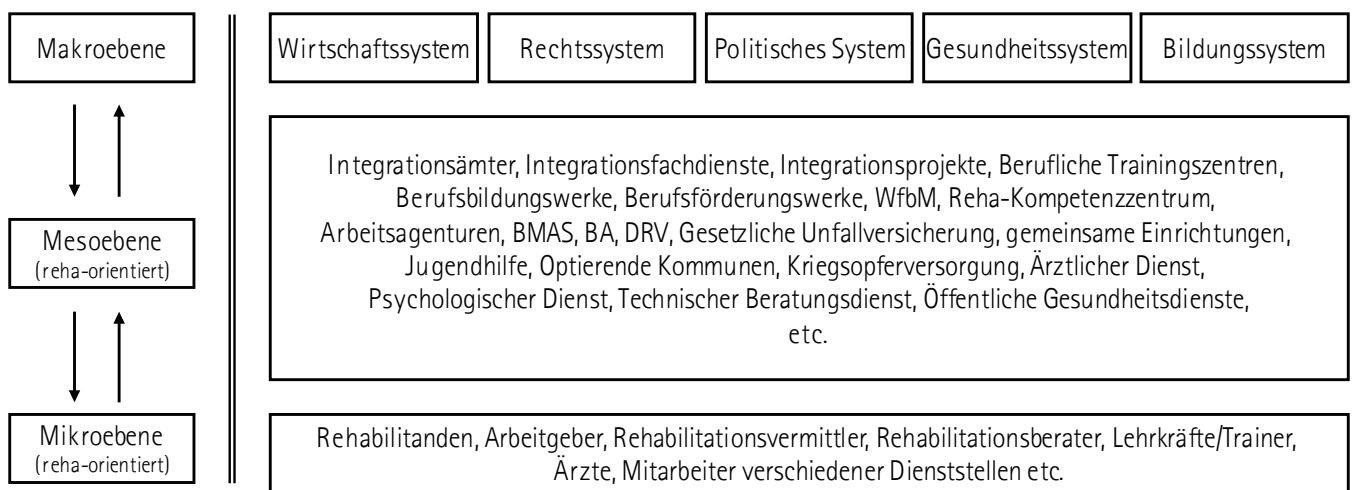 Makroebene
Wirtschaftssystem
Rechtssystem
Politisches System
Gesundheitssystem
Bildungssystem
Mesoebene
(reha-orientiert)
Integrationsämter, Integrationsfachdienste, Integrationsprojekte, Berufliche Trainingszentren,
Berufsbildungswerke, Berufsförderungswerke, WfbM, Reha-Kompetenzzentrum,
Arbeitsagenturen, BMAS, BA, DRV, Gesetzliche Unfallversicherung, gemeinsame Einrichtungen,
Jugendhilfe, Optierende Kommunen, Kriegsopferversorgung, Ärztlicher Dienst,
Psychologischer Dienst, Technischer Beratungsdienst, Öffentliche Gesundheitsdienste,
etc.
Mikroebene
(reha-orientiert)
Rehabilitanden, Arbeitgeber, Rehabilitationsvermittler, Rehabilitationsberater, Lehrkräfte/Trainer,
Ärzte, Mitarbeiter verschiedener Dienststellen etc.